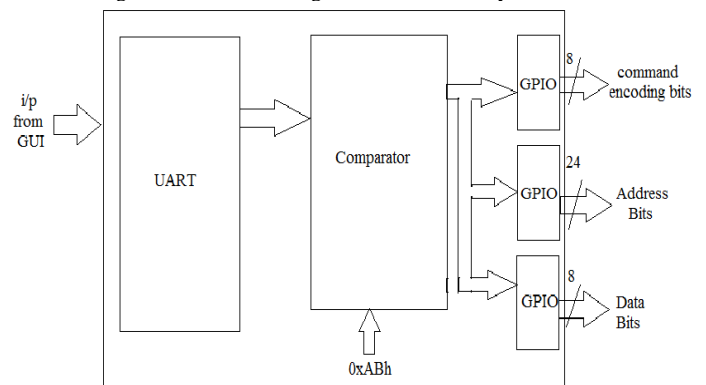 i/p
from
GUI
UART
Comparator
0xABh
GPIO
8
command
encoding bits
GPIO
24
Address
Bits
GPIO
8
Data
Bits